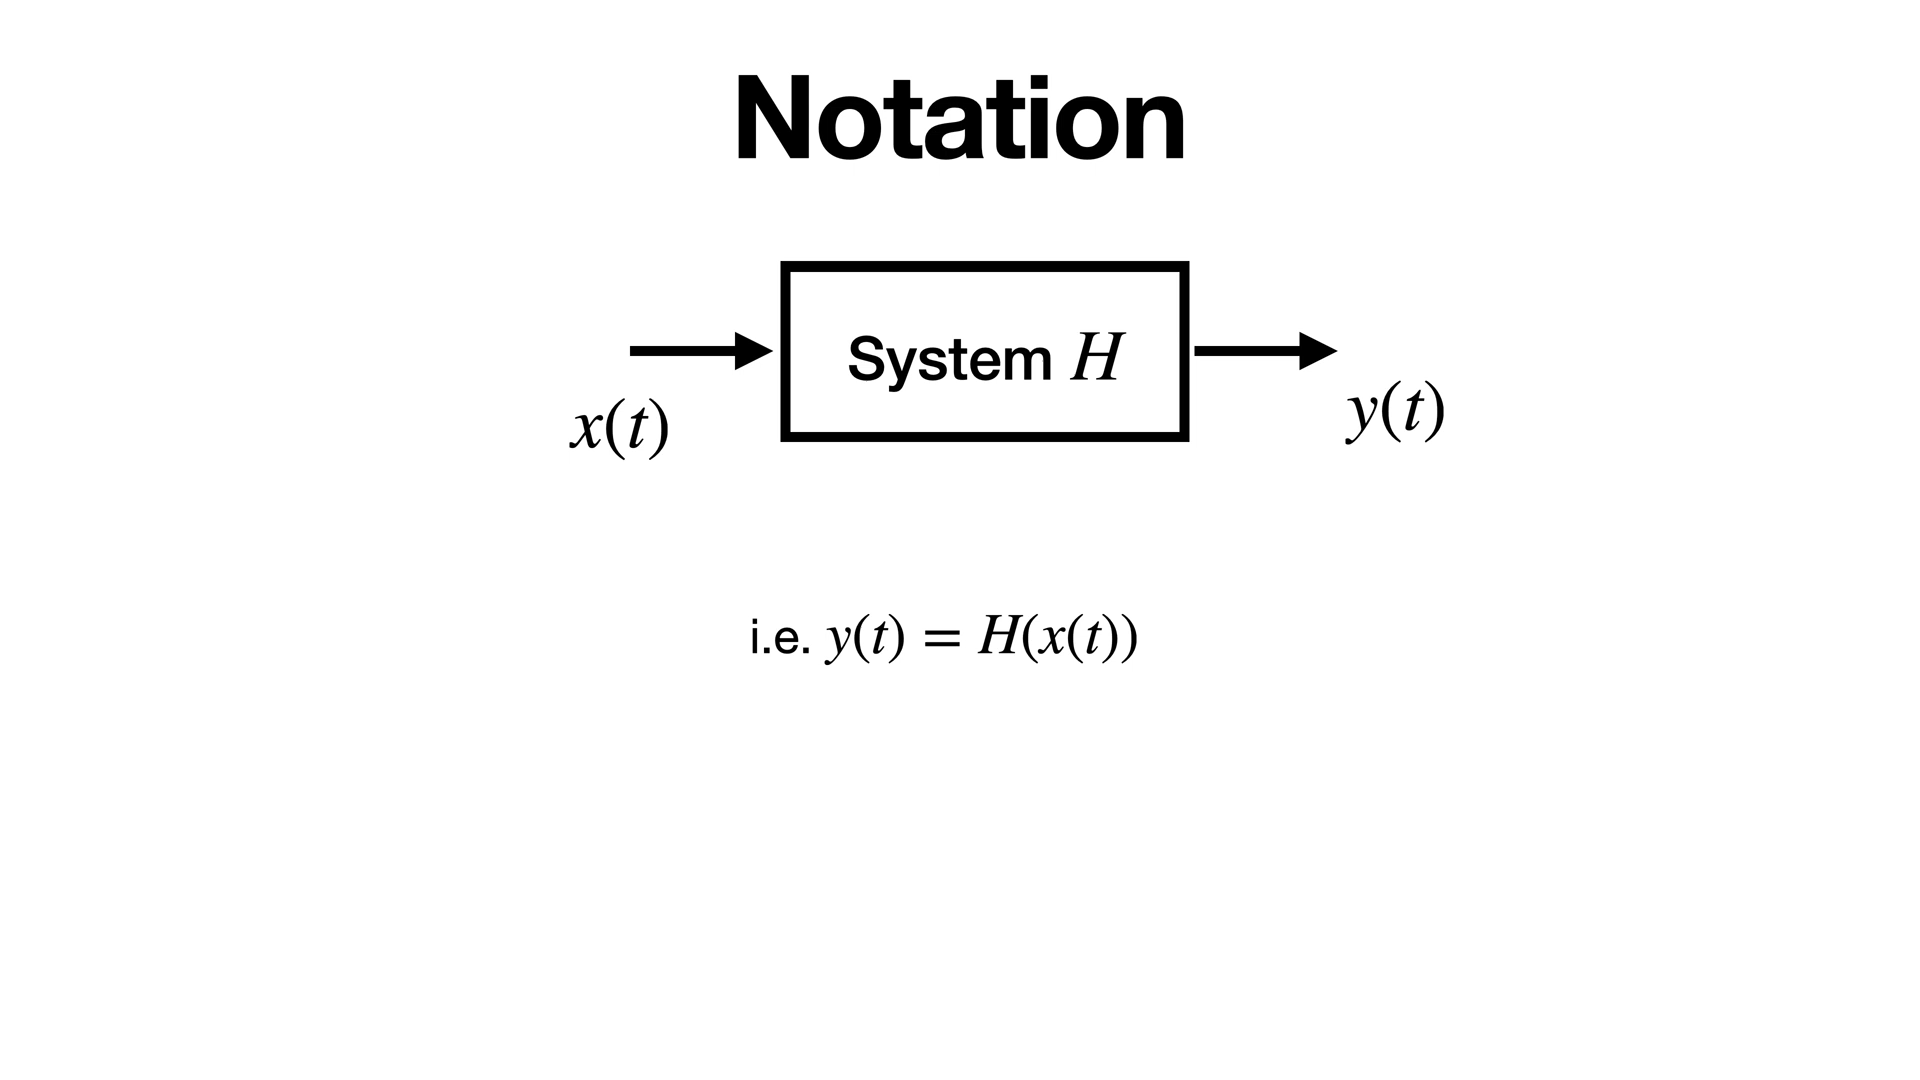 Notation
System H
x(t)
y(t)
i.e. y(t) = H(x(t))